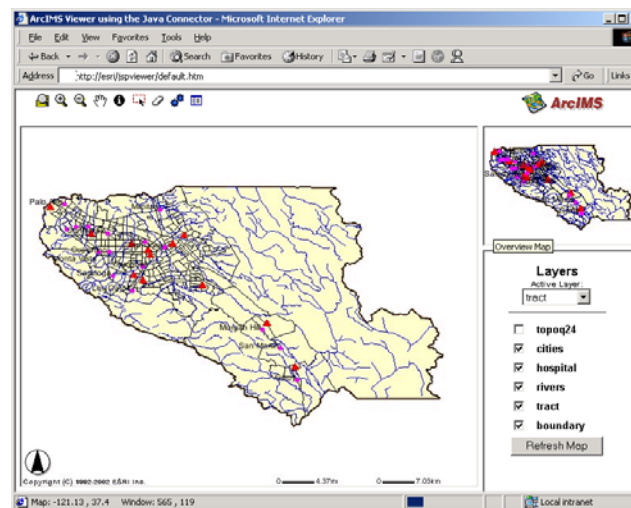 ArcIMS Viewer using the Java Connector - Microsoft Internet Explorer
File Edit View Favorites Tools Help
Back Search Favorites History
Address http://esri/jspviewer/default.htm Go Links
ArcIMS
Palo
Morgan Hill
San Martin
Overview Map
Layers
Active Layer:
tract
topoq24
cities
hospital
rivers
tract
boundary
Refresh Map
Copyright (C) 1992-2002 ESRI Inc.
0 4.37m 0 7.03km
Map: -121.13 , 37.4 Window: 565 , 119
Local intranet